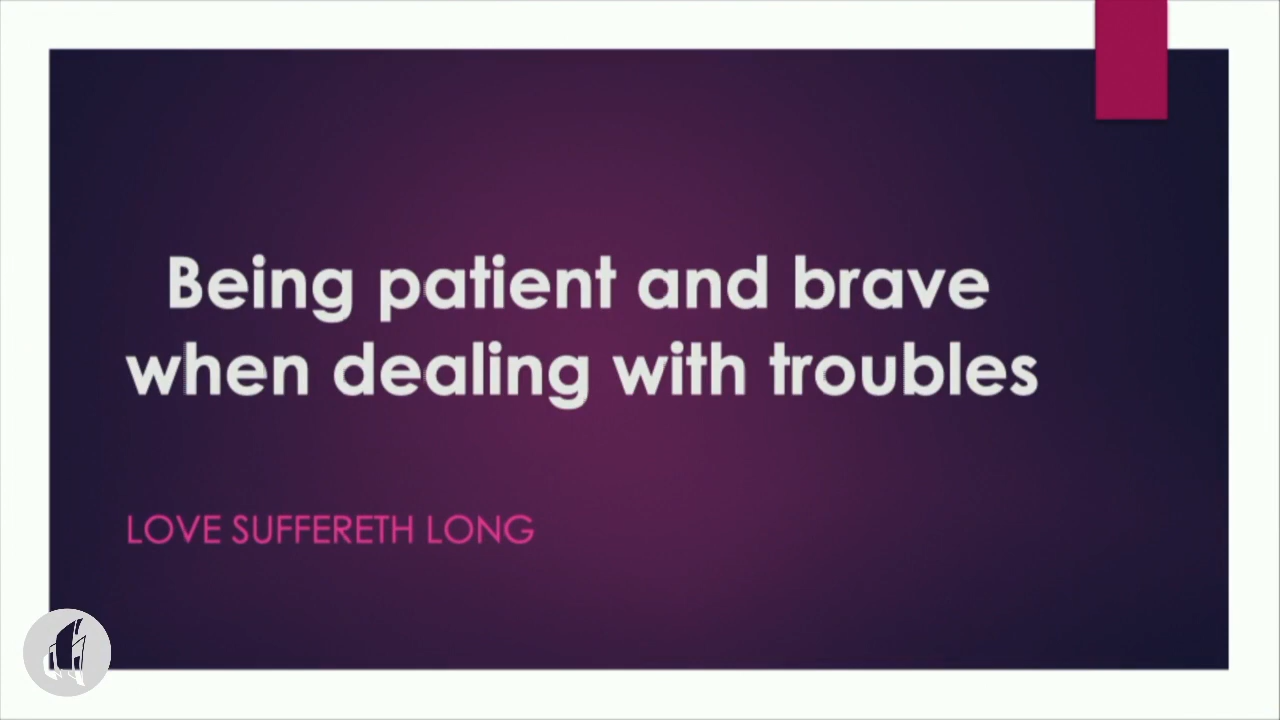 Being patient and brave
when dealing with troubles
LOVE SUFFERETH LONG